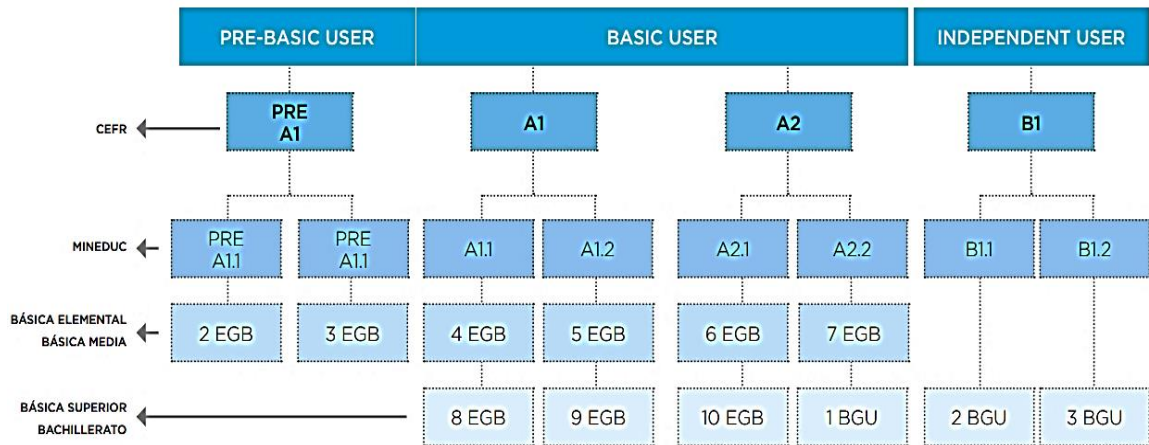 PRE-BASIC USER BASIC USER INDEPENDENT USER
CEFR PRE A1 A1 A2 B1
MINEDUC PRE A1.1 PRE A1.1 A1.1 A1.2 A2.1 A2.2 B1.1 B1.2
BÁSICA ELEMENTAL
BÁSICA MEDIA
2 EGB 3 EGB 4 EGB 5 EGB 6 EGB 7 EGB
BÁSICA SUPERIOR
BACHILLERATO
8 EGB 9 EGB 10 EGB 1 BGU 2 BGU 3 BGU